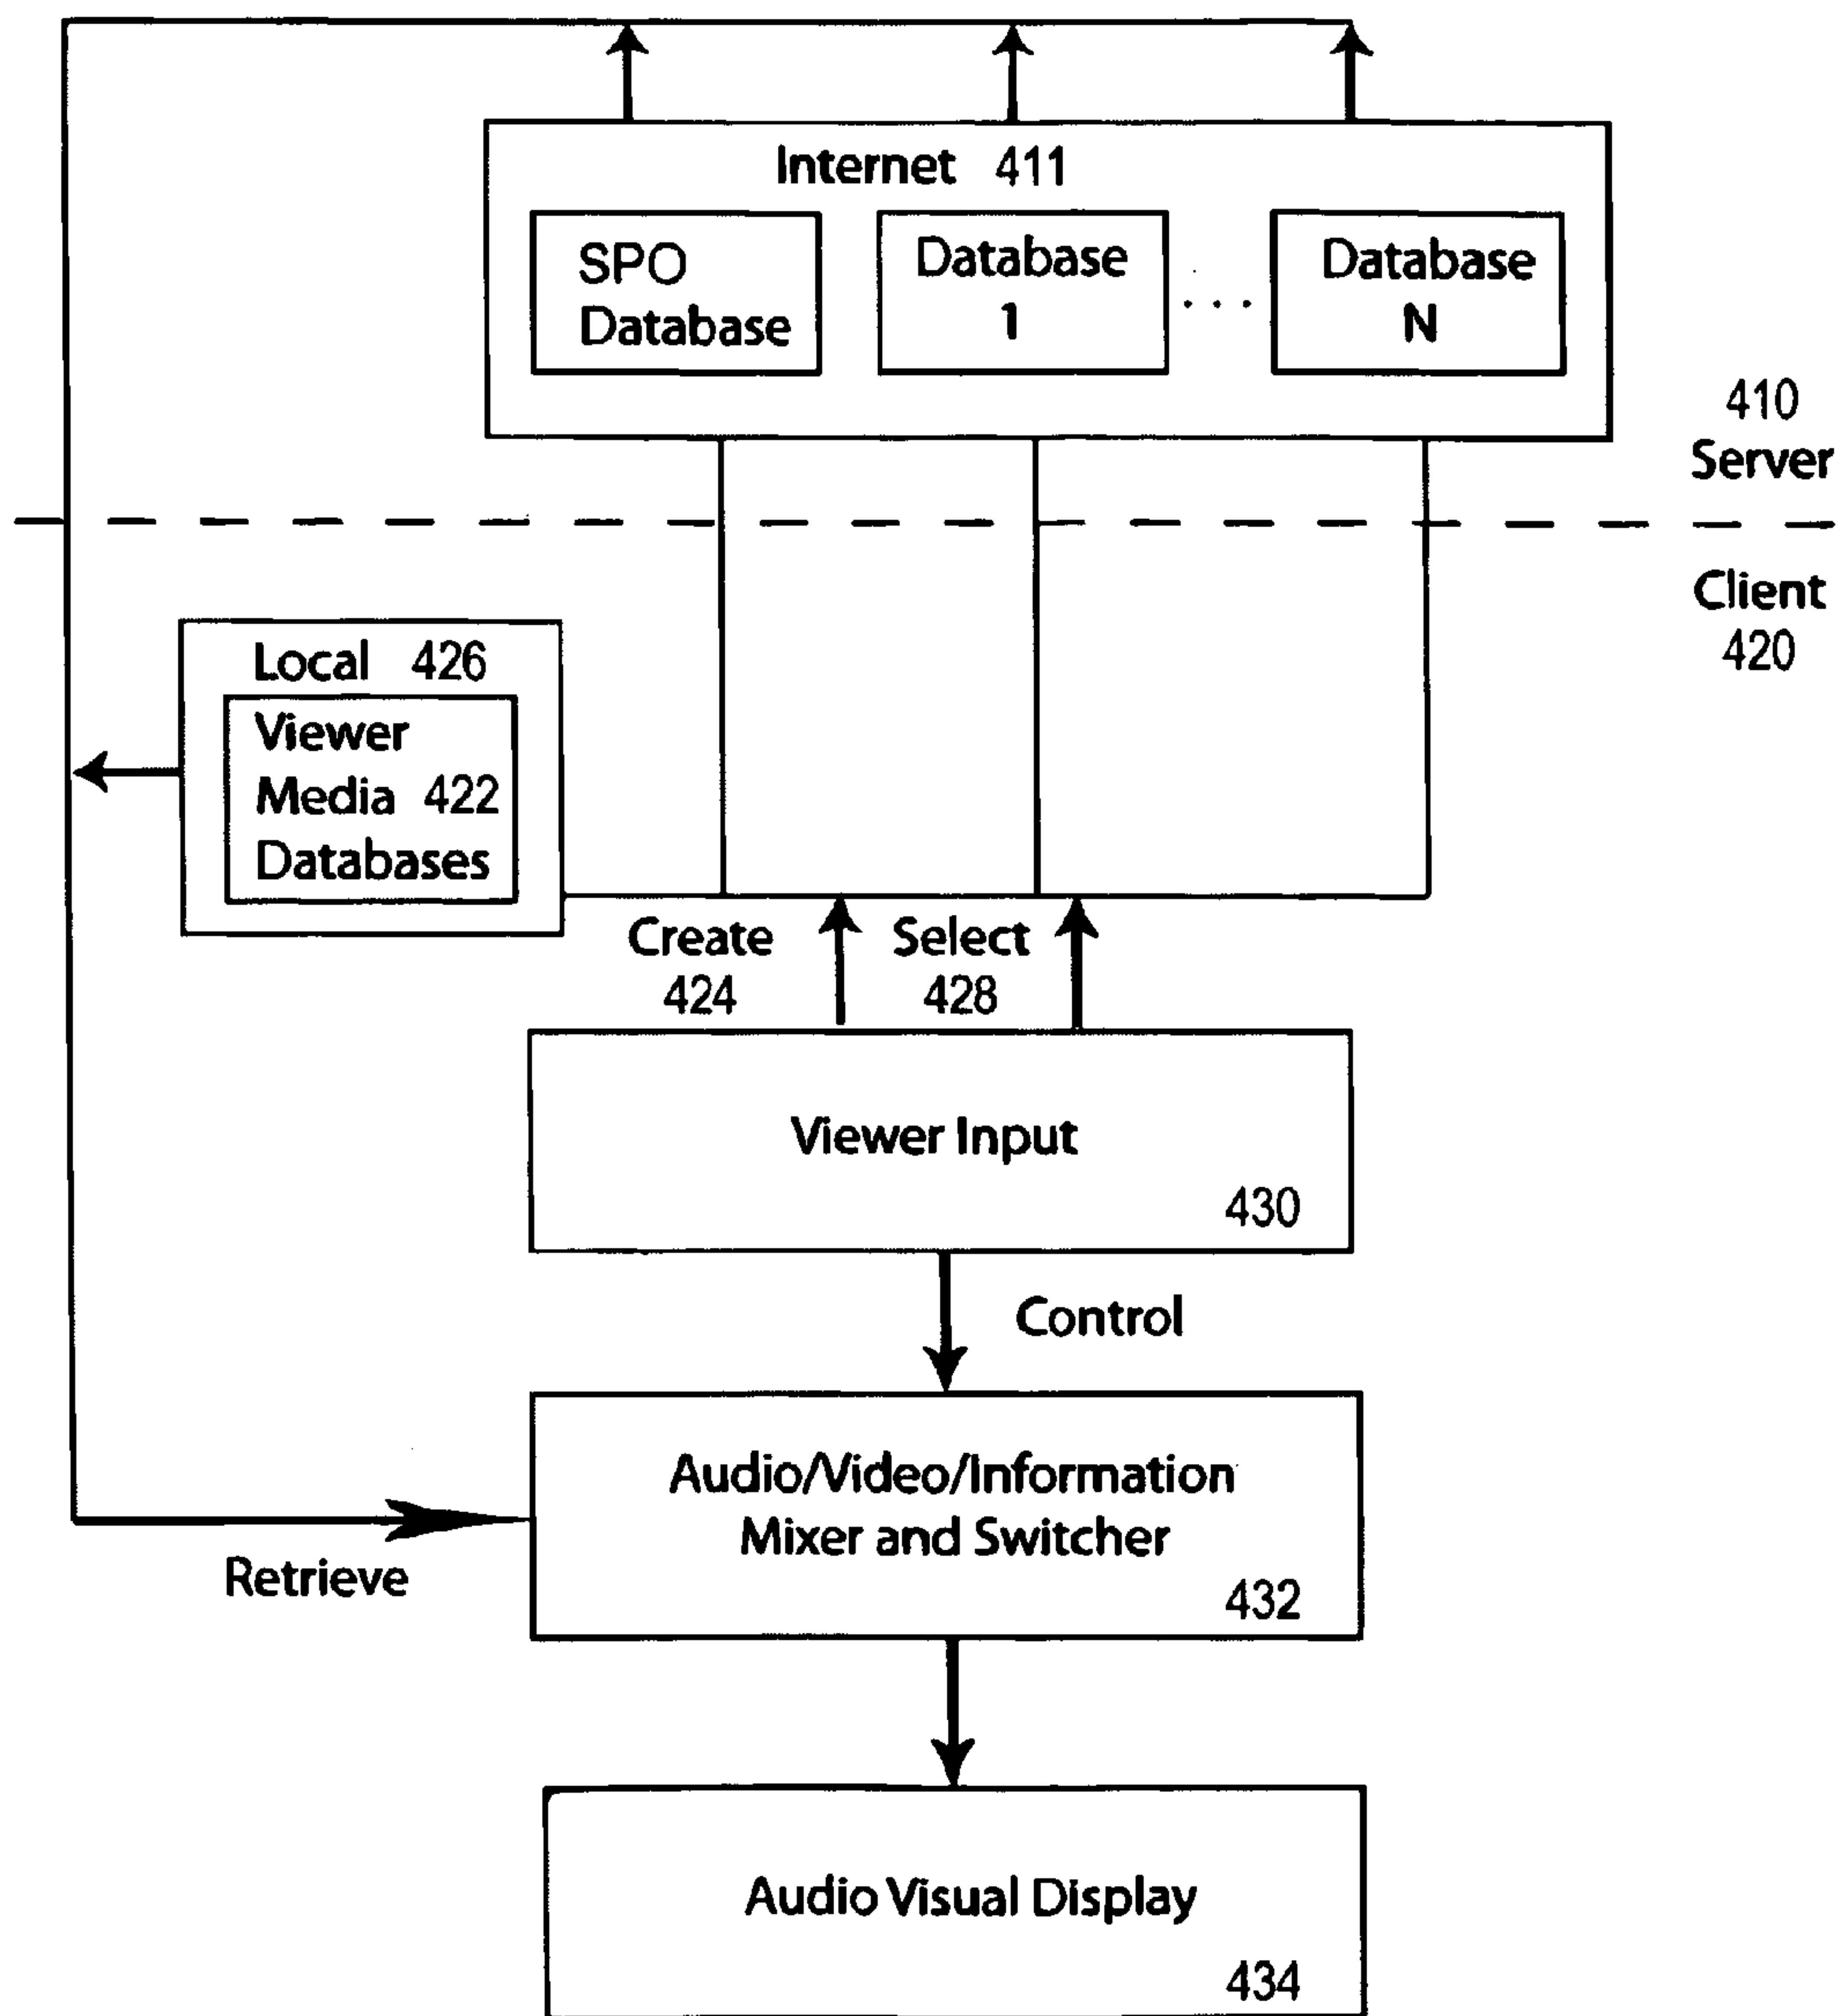 Internet 411
SPO
Database
Database
1
. . .
Database
N
410
Server
Client
420
Local 426
Viewer
Media 422
Databases
Create
424
Select
428
Viewer Input
430
Control
Audio/Video/Information
Mixer and Switcher
432
Retrieve
Audio Visual Display
434